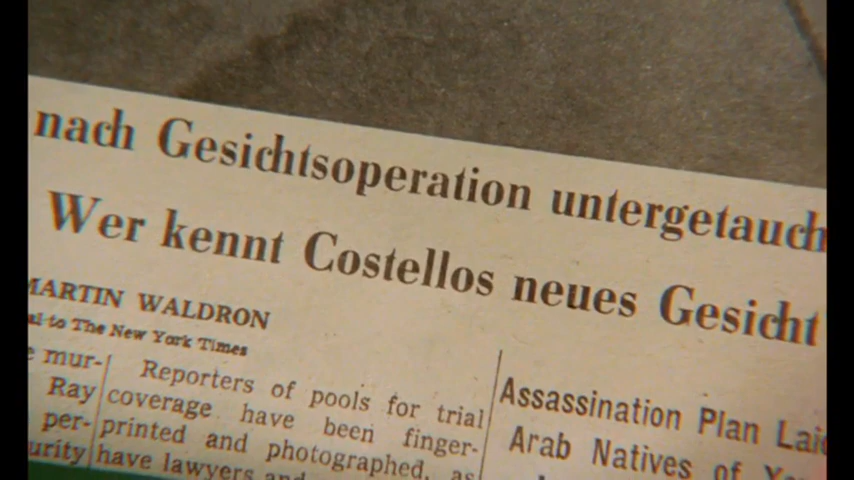 nach Gesichtsoperation untergetauch
Wer kennt Costellos neues Gesicht
MARTIN WALDRON
to The New York Times
mur-
Ray
per-
urity
Reporters of pools for trial
coverage have been finger-
printed and photographed, as
have lawyers and
Assassination Plan Laid
Arab Natives of